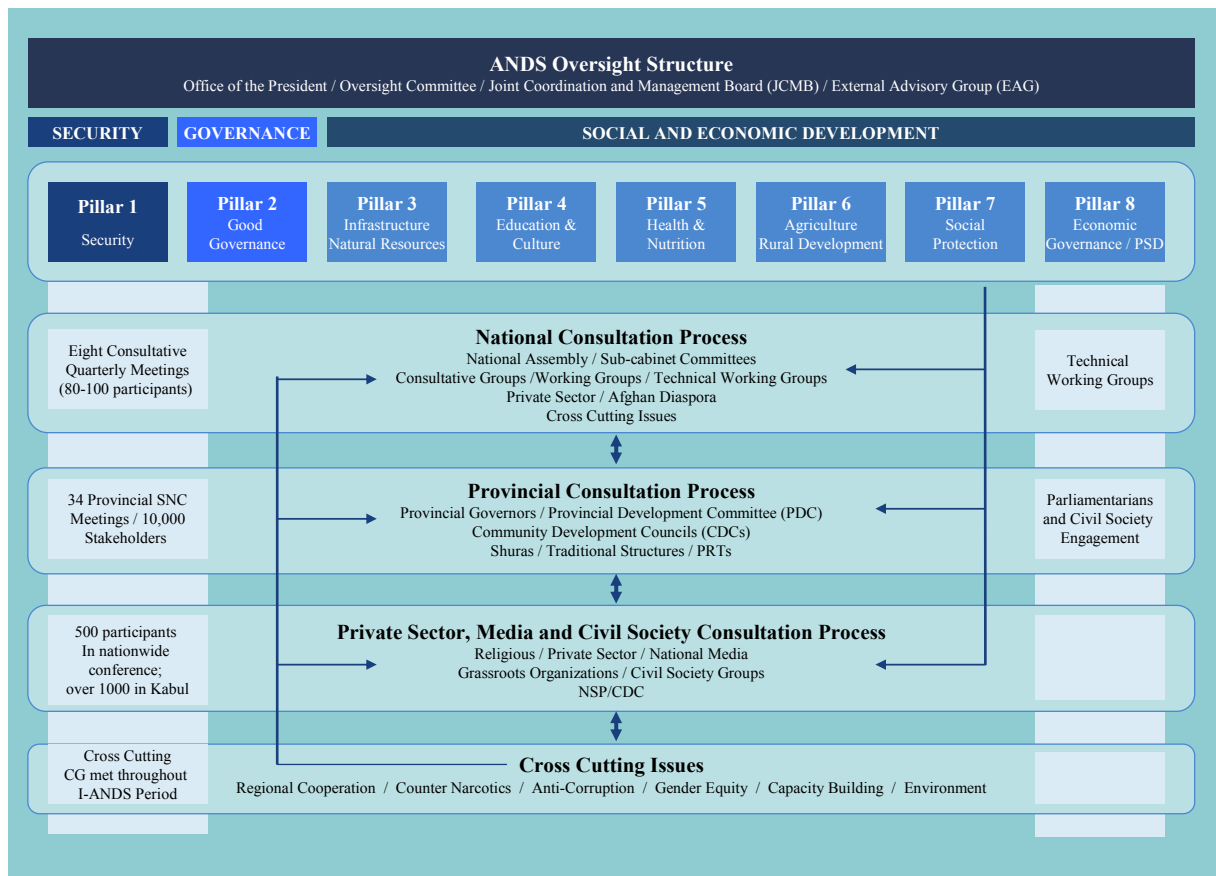 ANDS Oversight Structure
Office of the President / Oversight Committee / Joint Coordination and Management Board (JCMB) / External Advisory Group (EAG)
SECURITY
GOVERNANCE
SOCIAL AND ECONOMIC DEVELOPMENT
Pillar 1
Security
Pillar 2
Good
Governance
Pillar 3
Infrastructure
Natural Resources
Pillar 4
Education &
Culture
Pillar 5
Health &
Nutrition
Pillar 6
Agriculture
Rural Development
Pillar 7
Social
Protection
Pillar 8
Economic
Governance / PSD
Eight Consultative
Quarterly Meetings
(80-100 participants)
National Consultation Process
National Assembly / Sub-cabinet Committees
Consultative Groups /Working Groups / Technical Working Groups
Private Sector / Afghan Diaspora
Cross Cutting Issues
Technical
Working Groups
34 Provincial SNC
Meetings / 10,000
Stakeholders
Provincial Consultation Process
Provincial Governors / Provincial Development Committee (PDC)
Community Development Councils (CDCs)
Shuras / Traditional Structures / PRTs
Parliamentarians
and Civil Society
Engagement
500 participants
In nationwide
conference;
over 1000 in Kabul
Private Sector, Media and Civil Society Consultation Process
Religious / Private Sector / National Media
Grassroots Organizations / Civil Society Groups
NSP/CDC
Cross Cutting
CG met throughout
I-ANDS Period
Cross Cutting Issues
Regional Cooperation / Counter Narcotics / Anti-Corruption / Gender Equity / Capacity Building / Environment